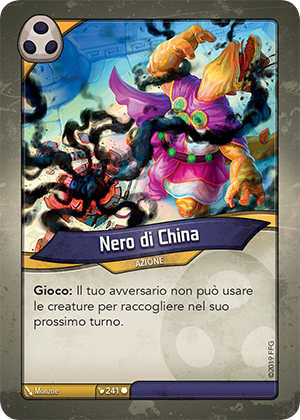 Nero di China
AZIONE
Gioco: Il tuo avversario non può usare
le creature per raccogliere nel suo
prossimo turno.
©2019 FFG
Monztre
241